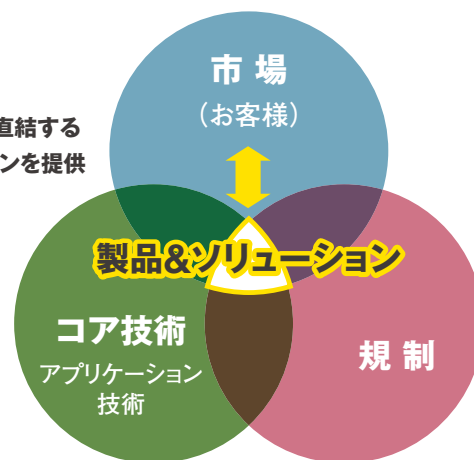 市場
（お客様）
直結する
ンを提供
製品&ソリューション
コア技術
アプリケーション
技術
規制